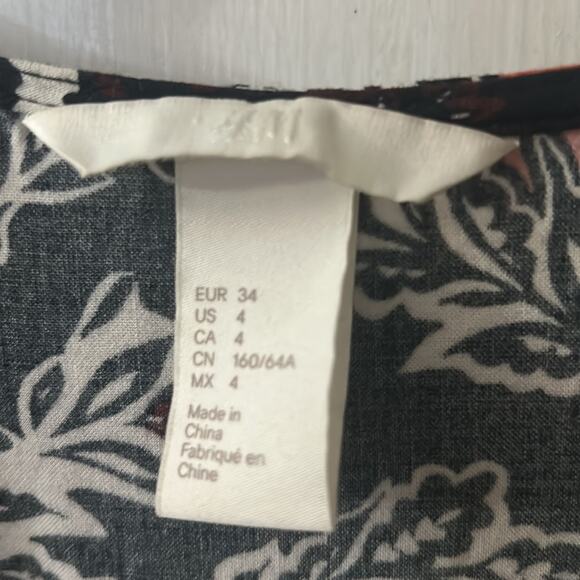 EUR 34
US 4
CA 4
CN 160/64A
MX 4
Made in
China
Fabriqué en
Chine